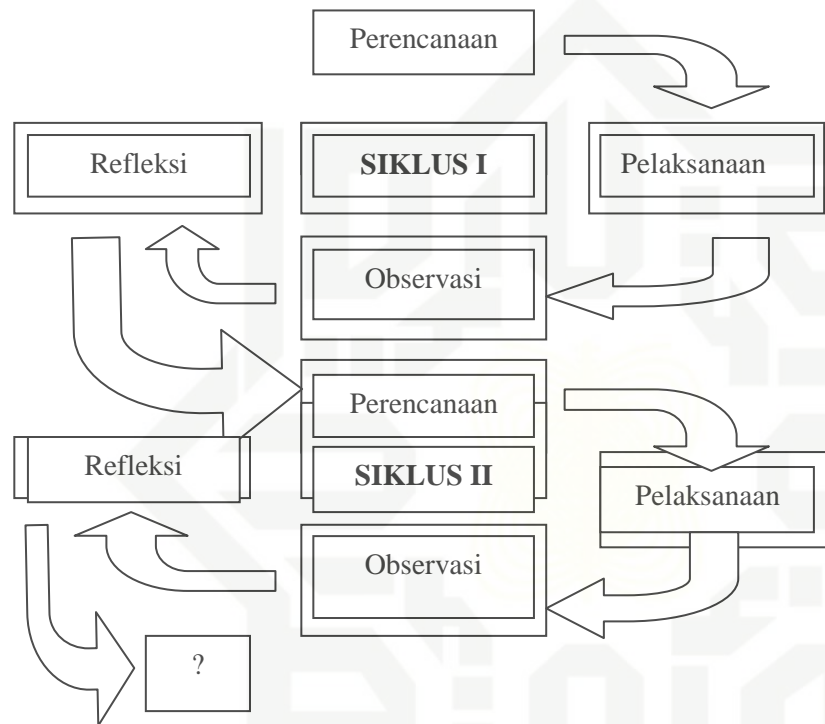 Perencanaan
Refleksi
SIKLUS I
Pelaksanaan
Observasi
Perencanaan
Refleksi
SIKLUS II
Pelaksanaan
Observasi
?